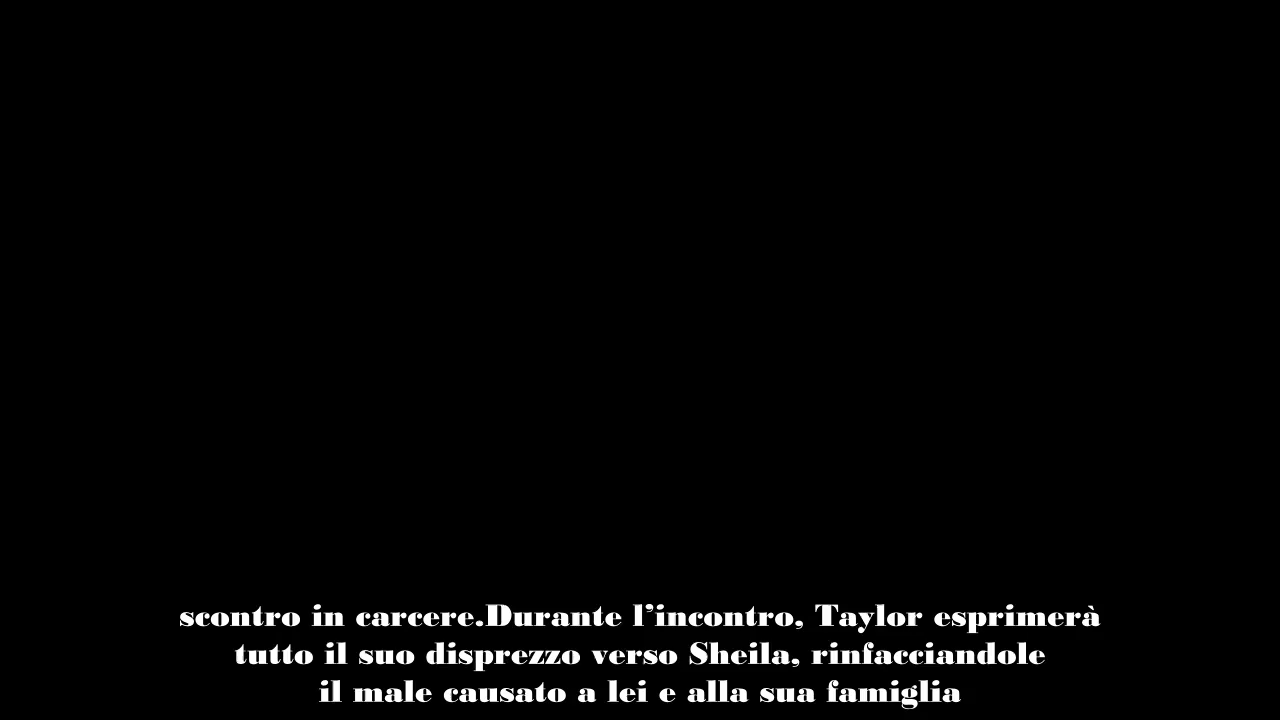 scontro in carcere.Durante l’incontro, Taylor esprimerà
tutto il suo disprezzo verso Sheila, rinfacciandole
il male causato a lei e alla sua famiglia